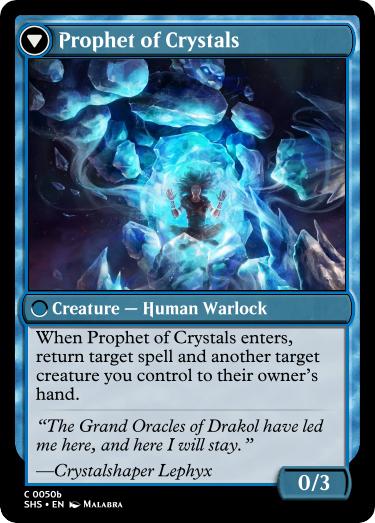 Prophet of Crystals
Creature — Human Warlock
When Prophet of Crystals enters,
return target spell and another target
creature you control to their owner's
hand.
“The Grand Oracles of Drakol have led
me here, and here I will stay.”
—Crystalshaper Lephyx
0/3
C 0050b
SHS • EN Malabra